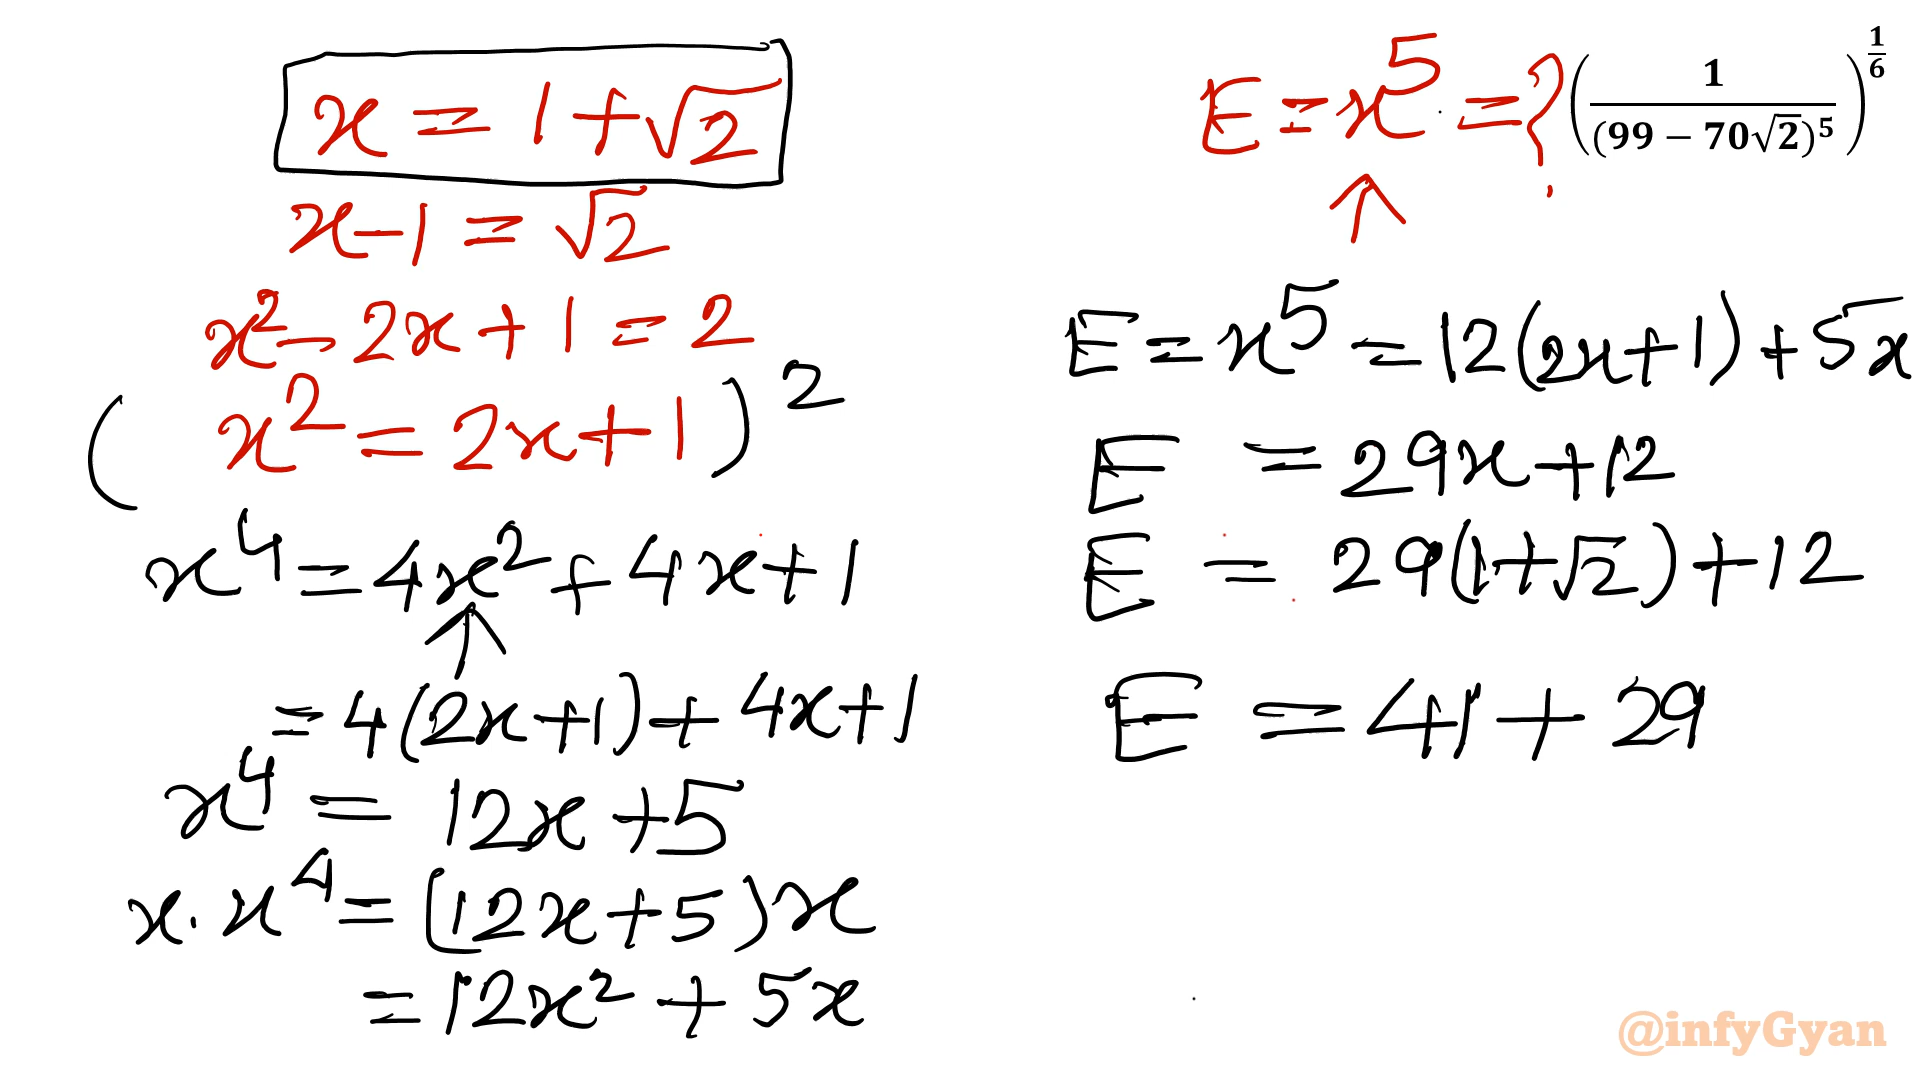 x = 1 + √2
x - 1 = √2
x² - 2x + 1 = 2
( x² = 2x + 1 )²
x⁴ = 4x² + 4x + 1
↑
= 4(2x + 1) + 4x + 1
x⁴ = 12x + 5
x . x⁴ = (12x + 5)x
= 12x² + 5x
E = x⁵ = ? (1/(99 − 70√2)⁵)^(1/6)
↑
E = x⁵ = 12(2x + 1) + 5x
E = 29x + 12
E = 29(1 + √2) + 12
E = 41 + 29
@infyGyan